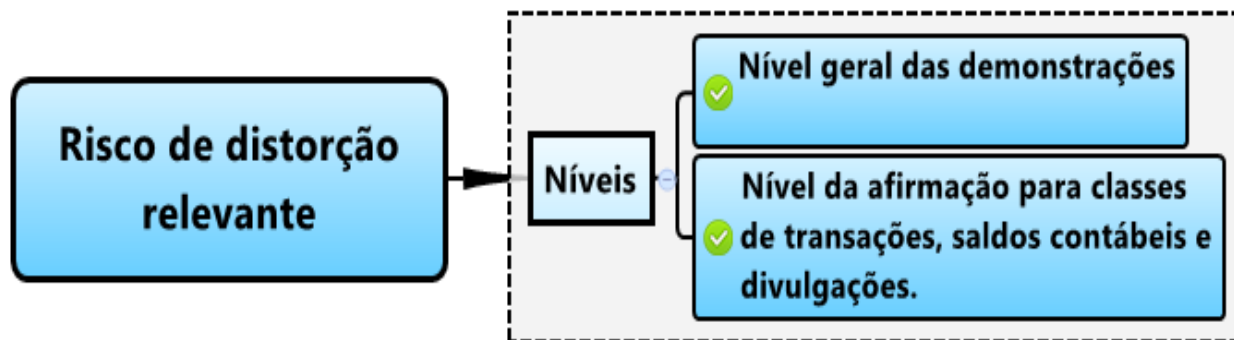 Risco de distorção
relevante
Níveis
Nível geral das demonstrações
Nível da afirmação para classes
de transações, saldos contábeis e
divulgações.